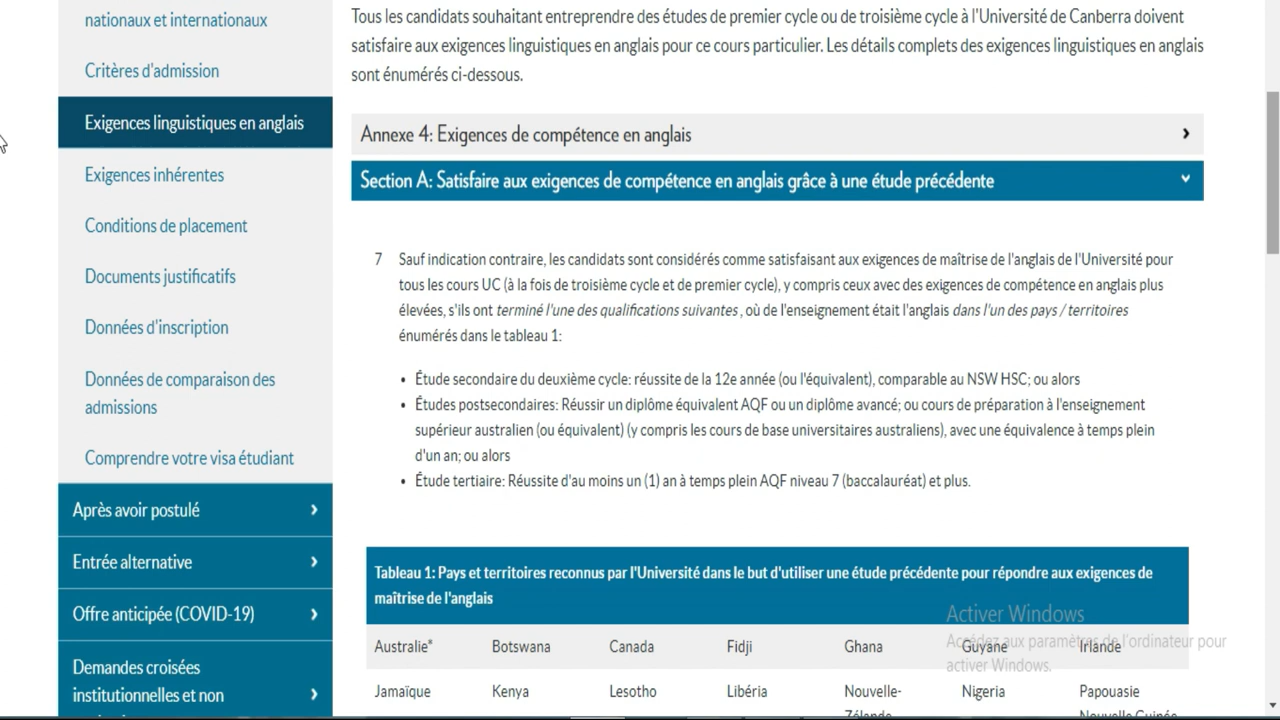 nationaux et internationaux
Critères d'admission
Exigences linguistiques en anglais
Exigences inhérentes
Conditions de placement
Documents justificatifs
Données d'inscription
Données de comparaison des
admissions
Comprendre votre visa étudiant
Après avoir postulé
Entrée alternative
Offre anticipée (COVID-19)
Demandes croisées
institutionnelles et non
Tous les candidats souhaitant entreprendre des études de premier cycle ou de troisième cycle à l'Université de Canberra doivent
satisfaire aux exigences linguistiques en anglais pour ce cours particulier. Les détails complets des exigences linguistiques en anglais
sont énumérés ci-dessous.
Annexe 4: Exigences de compétence en anglais
Section A: Satisfaire aux exigences de compétence en anglais grâce à une étude précédente
7 Sauf indication contraire, les candidats sont considérés comme satisfaisant aux exigences de maîtrise de l'anglais de l'Université pour
tous les cours UC (à la fois de troisième cycle et de premier cycle), y compris ceux avec des exigences de compétence en anglais plus
élevées, s'ils ont terminé l'une des qualifications suivantes , où de l'enseignement était l'anglais dans l'un des pays / territoires
énumérés dans le tableau 1:
• Étude secondaire du deuxième cycle: réussite de la 12e année (ou l'équivalent), comparable au NSW HSC; ou alors
• Études postsecondaires: Réussir un diplôme équivalent AQF ou un diplôme avancé; ou cours de préparation à l'enseignement
supérieur australien (ou équivalent) (y compris les cours de base universitaires australiens), avec une équivalence à temps plein
d'un an; ou alors
• Étude tertiaire: Réussite d'au moins un (1) an à temps plein AQF niveau 7 (baccalauréat) et plus.
Tableau 1: Pays et territoires reconnus par l'Université dans le but d'utiliser une étude précédente pour répondre aux exigences de
maîtrise de l'anglais
Australie* Botswana Canada Fidji Ghana Guyane Irlande
Jamaïque Kenya Lesotho Libéria Nouvelle- Nigeria Papouasie
Zélande Nouvelle Guinée
Activer Windows
Accédez aux paramètres de l'ordinateur pour
activer Windows.